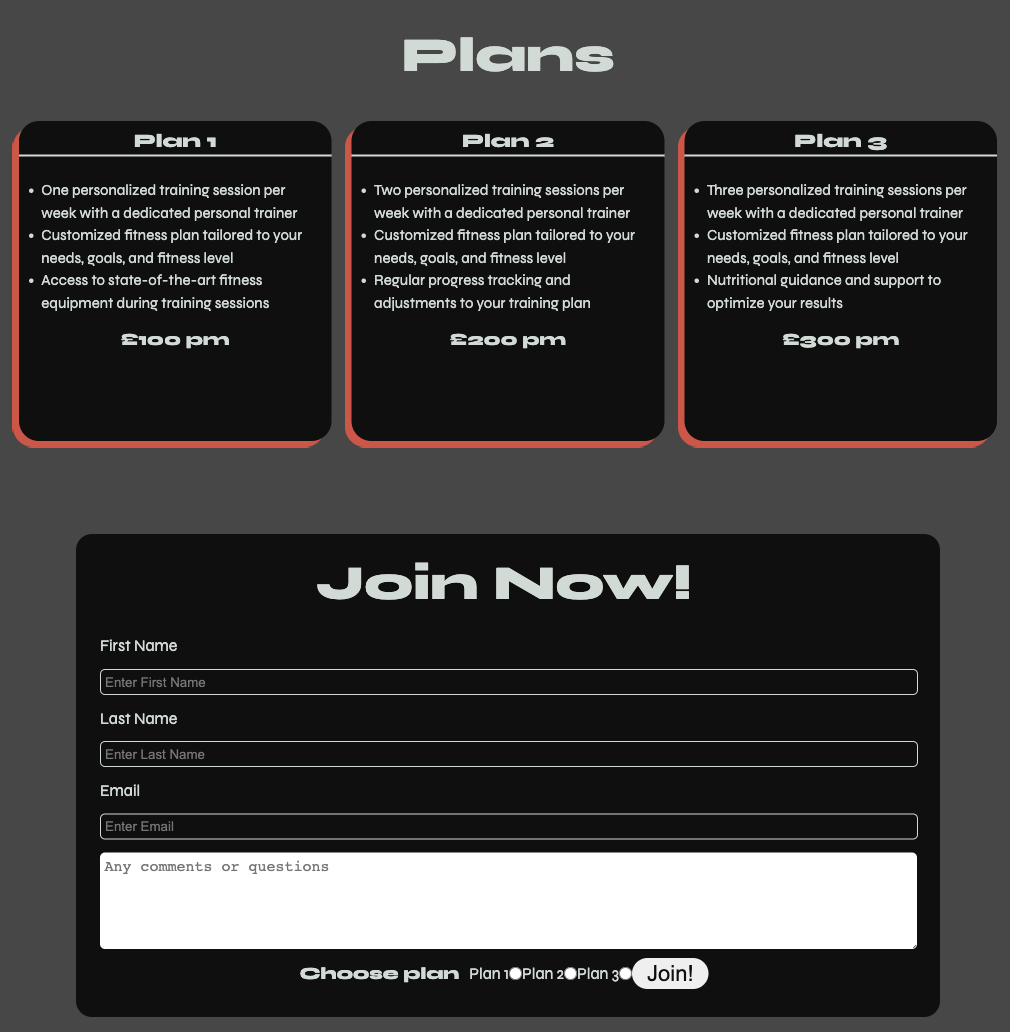 Plans
Plan 1
One personalized training session per
week with a dedicated personal trainer
Customized fitness plan tailored to your
needs, goals, and fitness level
Access to state-of-the-art fitness
equipment during training sessions
£100 pm
Plan 2
Two personalized training sessions per
week with a dedicated personal trainer
Customized fitness plan tailored to your
needs, goals, and fitness level
Regular progress tracking and
adjustments to your training plan
£200 pm
Plan 3
Three personalized training sessions per
week with a dedicated personal trainer
Customized fitness plan tailored to your
needs, goals, and fitness level
Nutritional guidance and support to
optimize your results
£300 pm
Join Now!
First Name
Enter First Name
Last Name
Enter Last Name
Email
Enter Email
Any comments or questions
Choose plan Plan 1 Plan 2 Plan 3 Join!